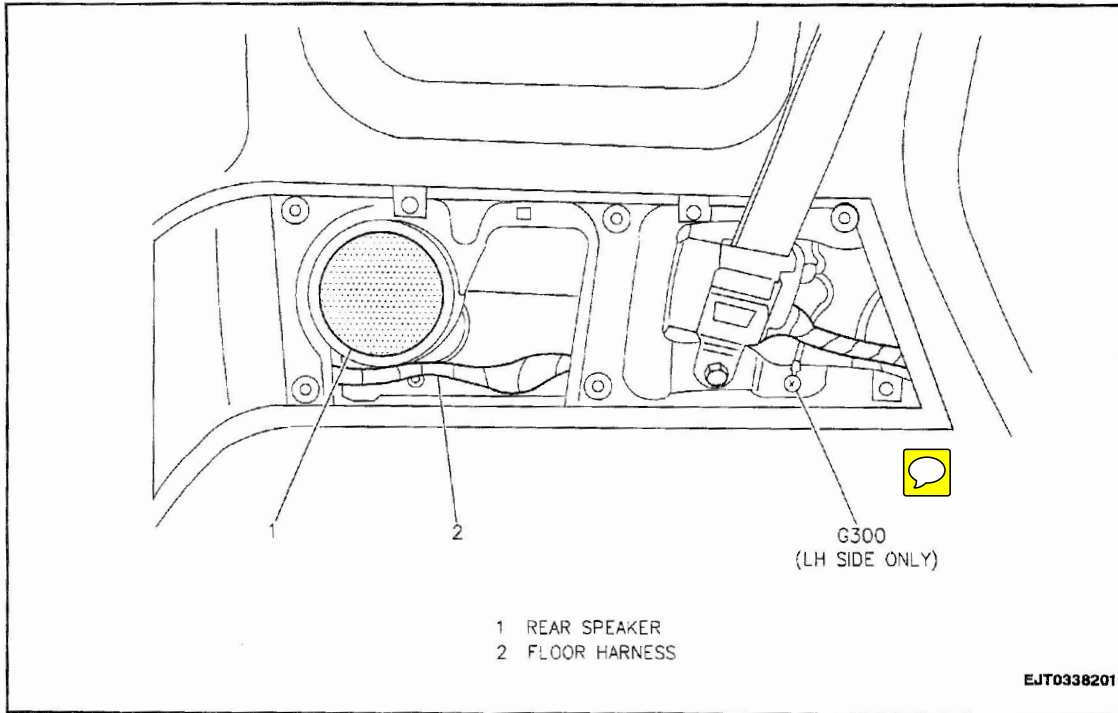 1
2
G300
(LH SIDE ONLY)
1 REAR SPEAKER
2 FLOOR HARNESS
EJT0338201